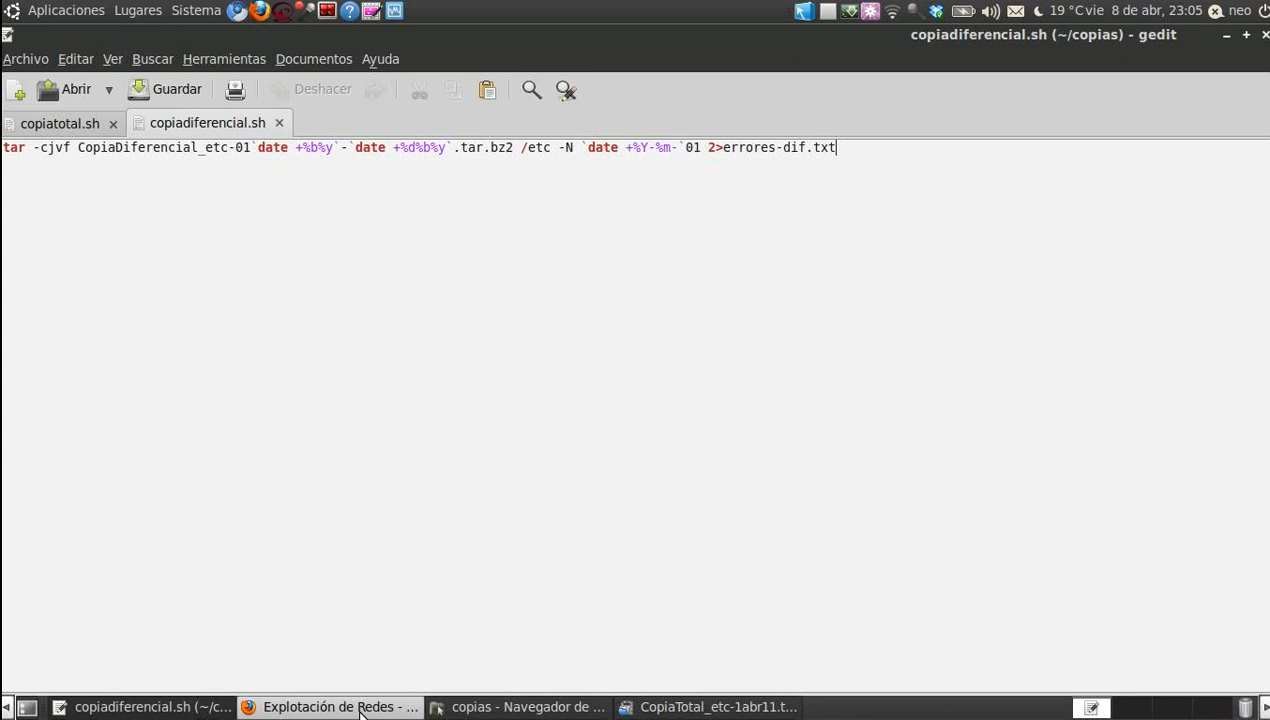 Aplicaciones Lugares Sistema 19 °C vie 8 de abr, 23:05 neo
copiadiferencial.sh (~/copias) - gedit
Archivo Editar Ver Buscar Herramientas Documentos Ayuda
Abrir Guardar Deshacer
copiatotal.sh copiadiferencial.sh
tar -cjvf CopiaDiferencial_etc-01`date +%b%y`-`date +%d%b%y`.tar.bz2 /etc -N `date +%Y-%m-`01 2>errores-dif.txt
copiadiferencial.sh (~/c... Explotación de Redes - ... copias - Navegador de ... CopiaTotal_etc-1abr11.t...